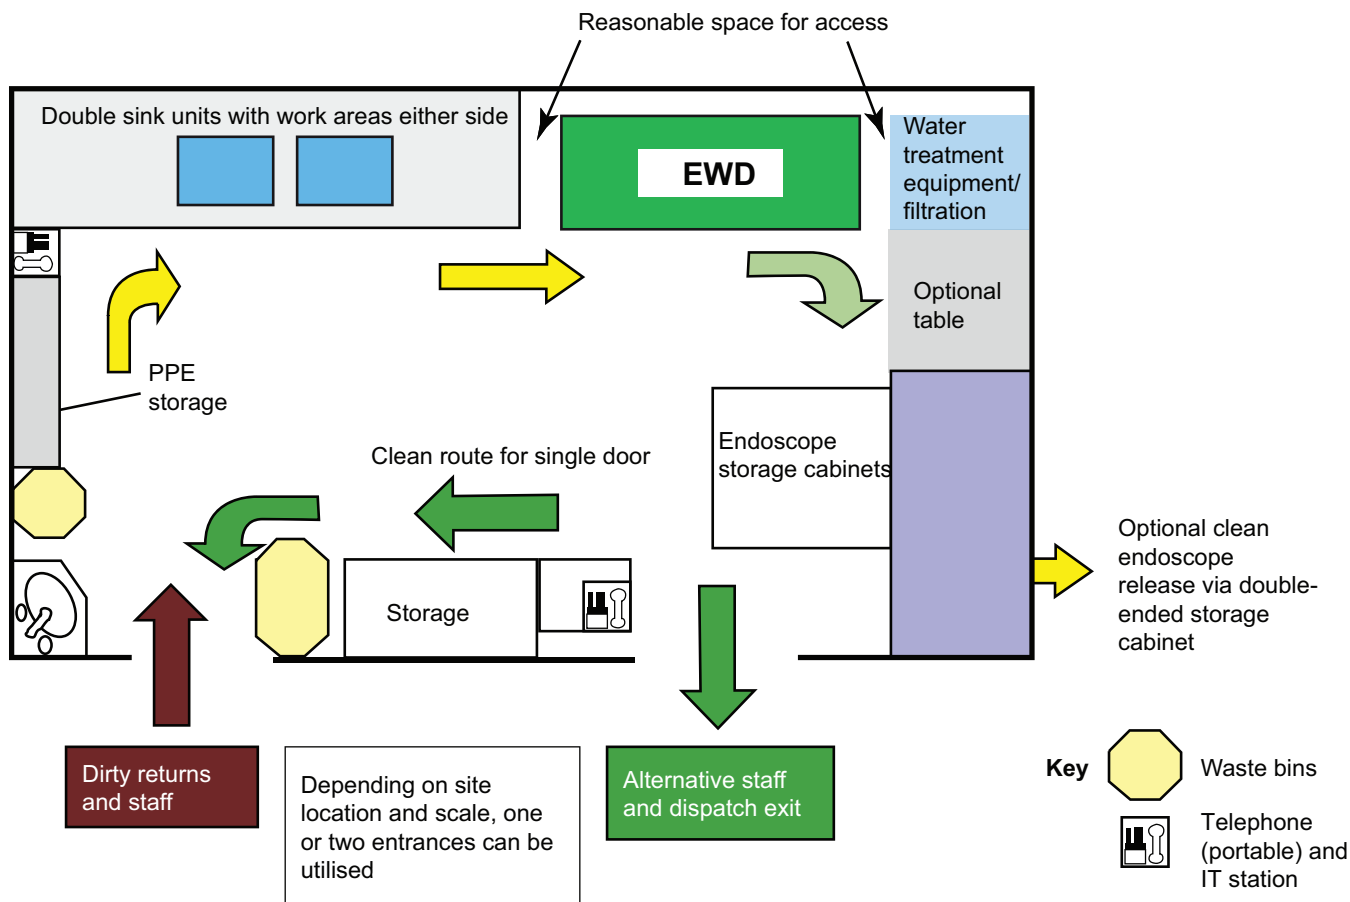 Reasonable space for access
Double sink units with work areas either side
EWD
Water
treatment
equipment/
filtration
Optional
table
PPE
storage
Clean route for single door
Endoscope
storage cabinets
Optional clean
endoscope
release via double-
ended storage
cabinet
Storage
Dirty returns
and staff
Depending on site
location and scale, one
or two entrances can be
utilised
Alternative staff
and dispatch exit
Key
Waste bins
Telephone
(portable) and
IT station